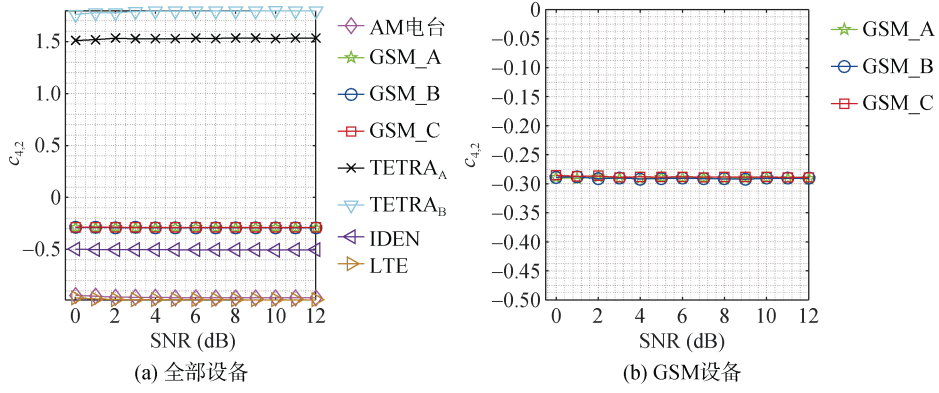 1.5
1.0
0.5
0
−0.5
c4,2
0
2
4
6
8
10
12
SNR (dB)
(a) 全部设备
AM电台
GSM_A
GSM_B
GSM_C
TETRAA
TETRAB
IDEN
LTE
0
−0.05
−0.10
−0.15
−0.20
−0.25
−0.30
−0.35
−0.40
−0.45
−0.50
c4,2
0
2
4
6
8
10
12
SNR (dB)
(b) GSM设备
GSM_A
GSM_B
GSM_C